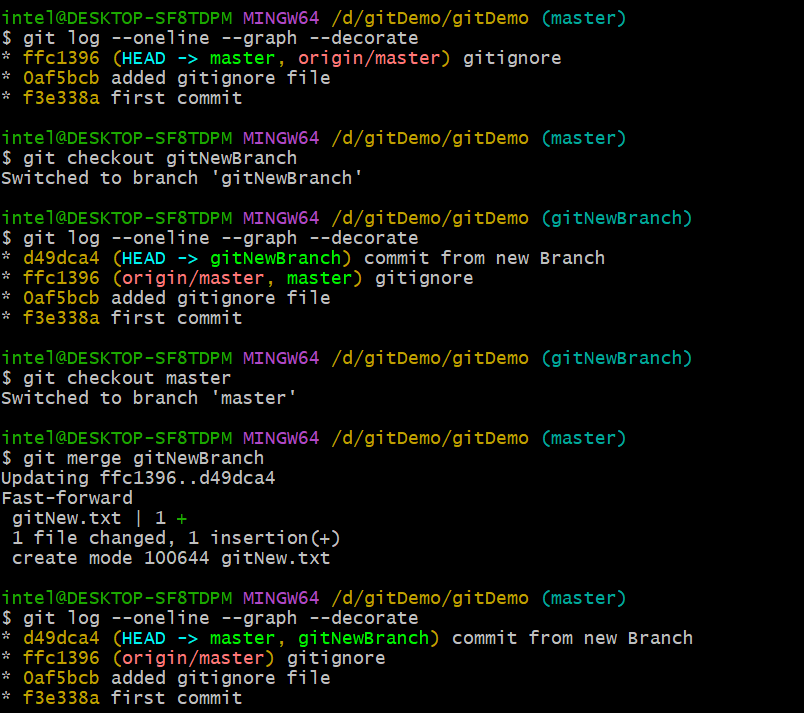 intel@DESKTOP-SF8TDPM MINGW64 /d/gitDemo/gitDemo (master)
$ git log --oneline --graph --decorate
* ffc1396 (HEAD -> master, origin/master) gitignore
* 0af5bcb added gitignore file
* f3e338a first commit

intel@DESKTOP-SF8TDPM MINGW64 /d/gitDemo/gitDemo (master)
$ git checkout gitNewBranch
Switched to branch 'gitNewBranch'

intel@DESKTOP-SF8TDPM MINGW64 /d/gitDemo/gitDemo (gitNewBranch)
$ git log --oneline --graph --decorate
* d49dca4 (HEAD -> gitNewBranch) commit from new Branch
* ffc1396 (origin/master, master) gitignore
* 0af5bcb added gitignore file
* f3e338a first commit

intel@DESKTOP-SF8TDPM MINGW64 /d/gitDemo/gitDemo (gitNewBranch)
$ git checkout master
Switched to branch 'master'

intel@DESKTOP-SF8TDPM MINGW64 /d/gitDemo/gitDemo (master)
$ git merge gitNewBranch
Updating ffc1396..d49dca4
Fast-forward
 gitNew.txt | 1 +
 1 file changed, 1 insertion(+)
 create mode 100644 gitNew.txt

intel@DESKTOP-SF8TDPM MINGW64 /d/gitDemo/gitDemo (master)
$ git log --oneline --graph --decorate
* d49dca4 (HEAD -> master, gitNewBranch) commit from new Branch
* ffc1396 (origin/master) gitignore
* 0af5bcb added gitignore file
* f3e338a first commit